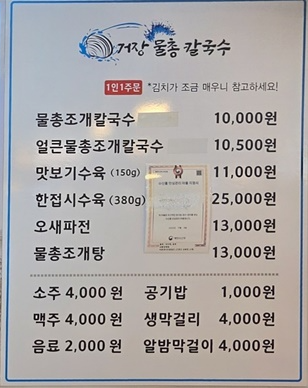 거장 물총 칼국수
1인1주문 *김치가 조금 매우니 참고하세요!
물총조개칼국수 10,000원
얼큰물총조개칼국수 10,500원
맛보기수육 (150g) 11,000원
한접시수육 (380g) 25,000원
오새파전 13,000원
물총조개탕 13,000원
소주 4,000 원 공기밥 1,000원
맥주 4,000 원 생막걸리 4,000원
음료 2,000 원 알밤막걸이 4,000원